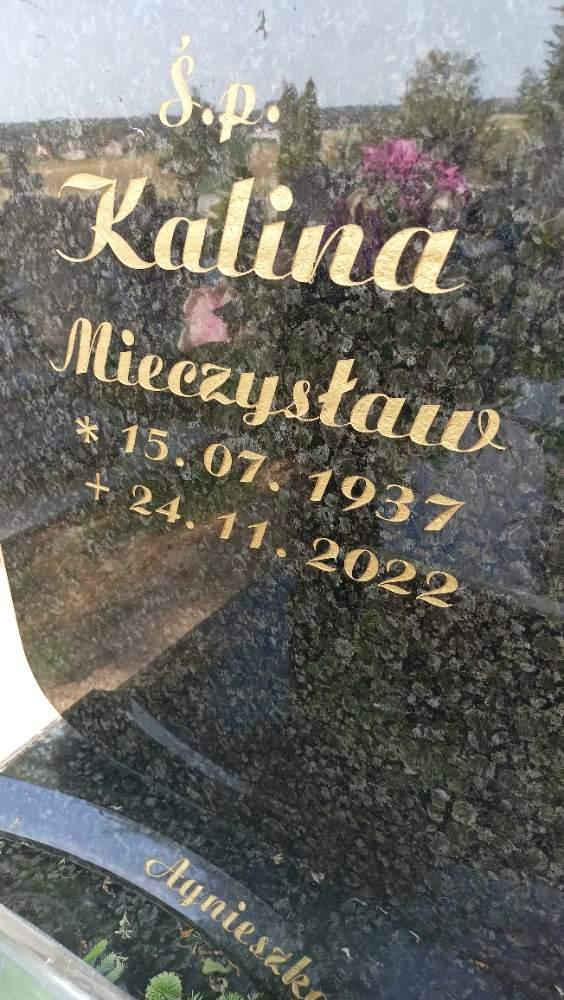 Ś.p.
Kalina
Mieczysław
* 15. 07. 1937
+ 24. 11. 2022
Agnieszka